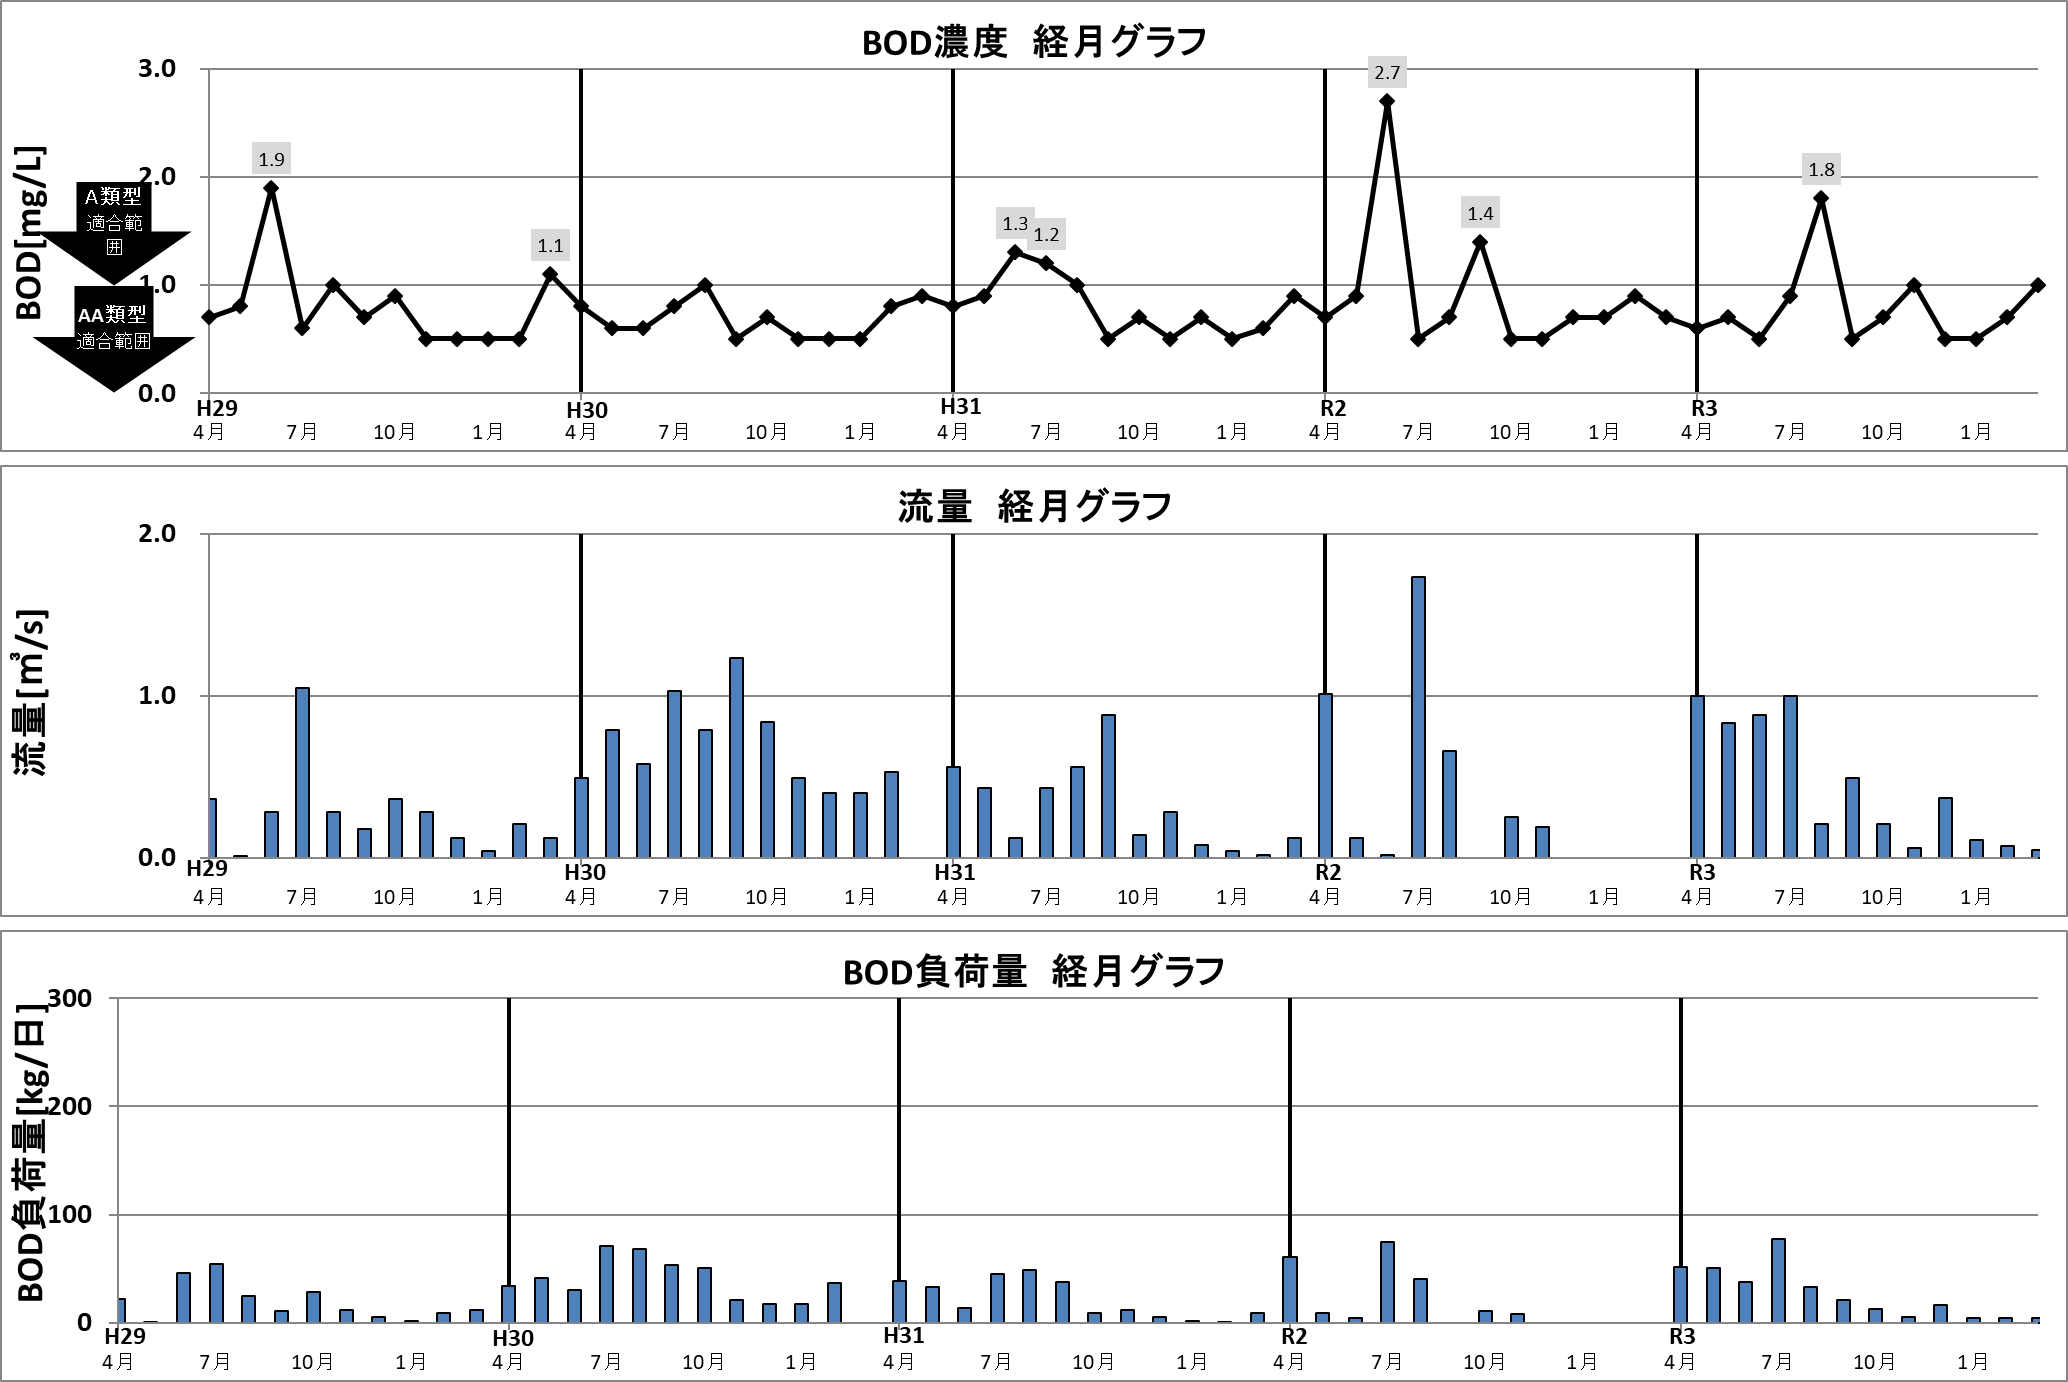 BOD濃度　経月グラフ
BOD[mg/L]
3.0
2.0
1.0
0.0
A類型
適合範
囲
AA類型
適合範囲
1.9
1.1
1.3
1.2
2.7
1.4
1.8
H29 H30 H31 R2 R3
4月 7月 10月 1月 4月 7月 10月 1月 4月 7月 10月 1月 4月 7月 10月 1月 4月 7月 10月 1月
流量　経月グラフ
流量[㎥/s]
2.0
1.0
0.0
H29 H30 H31 R2 R3
4月 7月 10月 1月 4月 7月 10月 1月 4月 7月 10月 1月 4月 7月 10月 1月 4月 7月 10月 1月
BOD負荷量　経月グラフ
BOD負荷量[kg/日]
300
200
100
0
H29 H30 H31 R2 R3
4月 7月 10月 1月 4月 7月 10月 1月 4月 7月 10月 1月 4月 7月 10月 1月 4月 7月 10月 1月